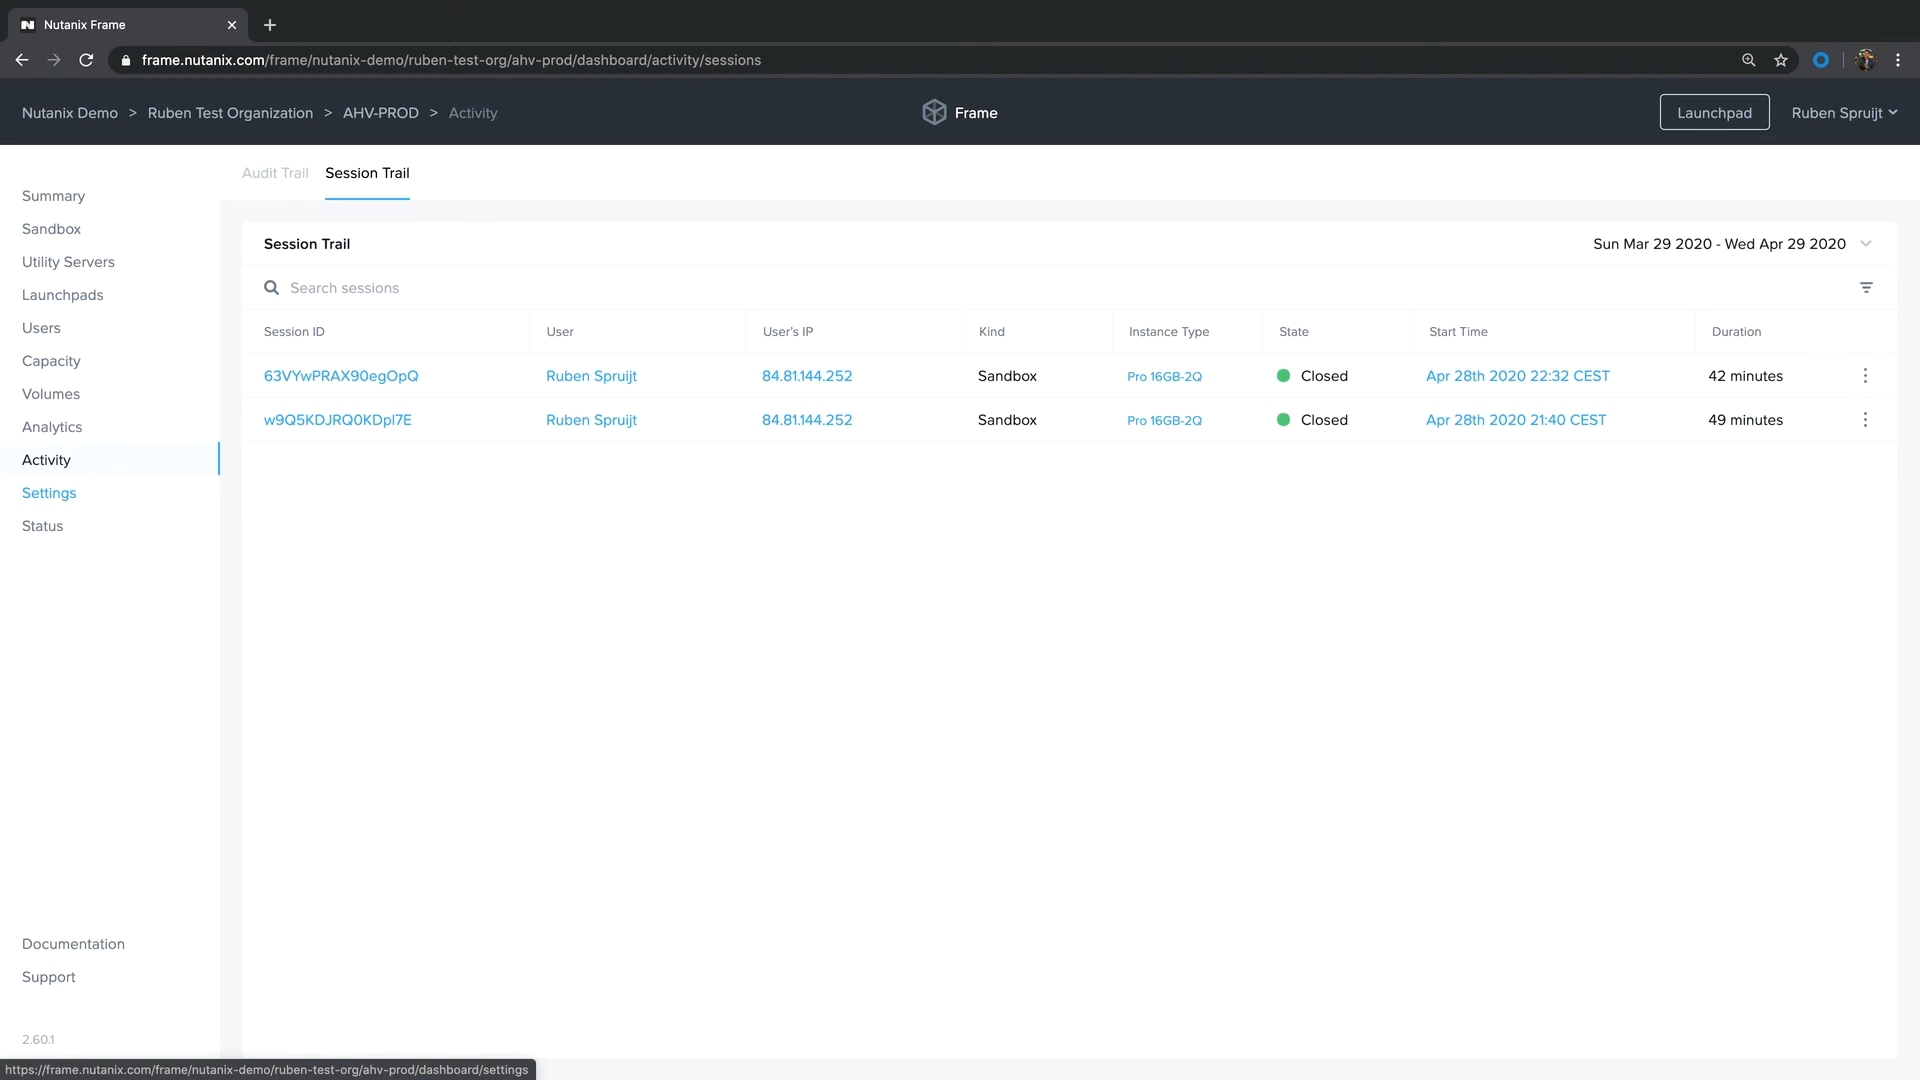 Nutanix Frame
frame.nutanix.com/frame/nutanix-demo/ruben-test-org/ahv-prod/dashboard/activity/sessions
Nutanix Demo > Ruben Test Organization > AHV-PROD > Activity
Frame
Launchpad
Ruben Spruijt
Audit Trail
Session Trail
Summary
Sandbox
Utility Servers
Launchpads
Users
Capacity
Volumes
Analytics
Activity
Settings
Status
Session Trail
Sun Mar 29 2020 - Wed Apr 29 2020
Search sessions
Session ID User User's IP Kind Instance Type State Start Time Duration
63VYwPRAX90egOpQ Ruben Spruijt 84.81.144.252 Sandbox Pro 16GB-2Q Closed Apr 28th 2020 22:32 CEST 42 minutes
w9Q5KDJRQ0KDpl7E Ruben Spruijt 84.81.144.252 Sandbox Pro 16GB-2Q Closed Apr 28th 2020 21:40 CEST 49 minutes
Documentation
Support
2.60.1
https://frame.nutanix.com/frame/nutanix-demo/ruben-test-org/ahv-prod/dashboard/settings